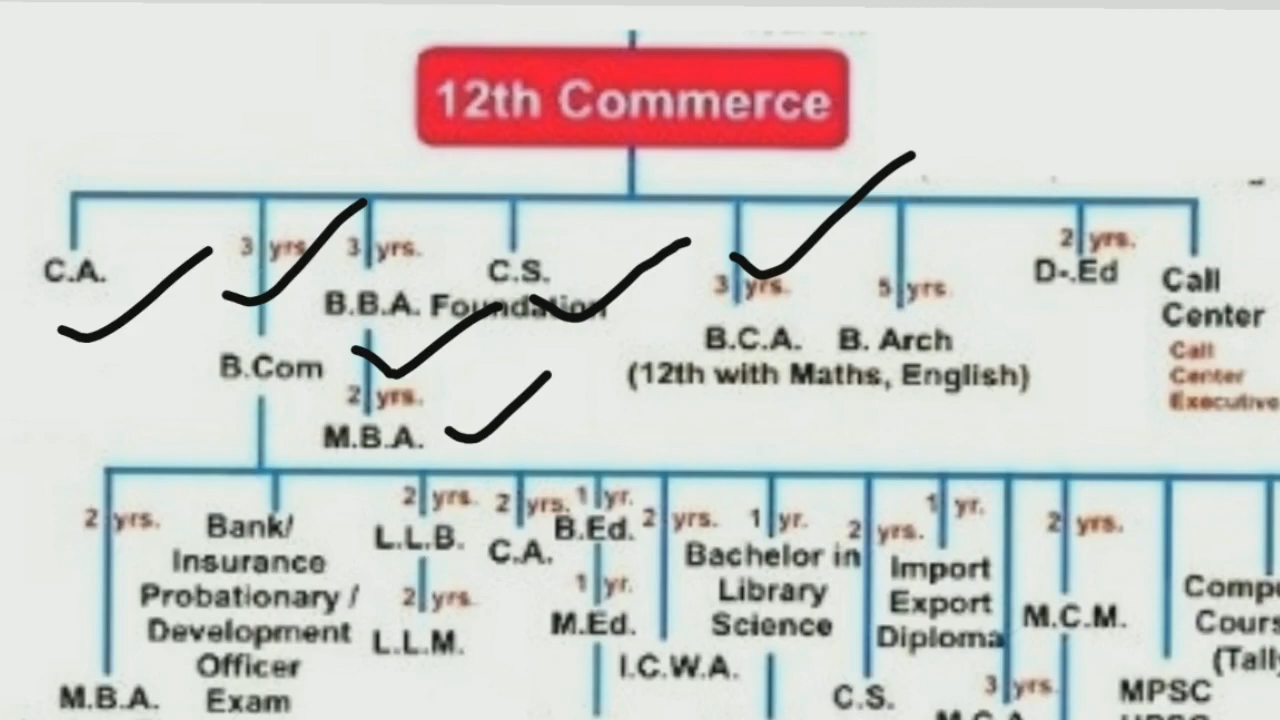 12th Commerce
C.A.
3 yrs.
B.Com
3 yrs.
B.B.A.
2 yrs.
M.B.A.
C.S.
Foundation
3 yrs.
B.C.A.
5 yrs.
B. Arch
(12th with Maths, English)
2 yrs.
D-.Ed
Call
Center
Call
Center
Executive
2 yrs.
M.B.A.
Bank/
Insurance
Probationary /
Development
Officer
Exam
2 yrs.
L.L.B.
2 yrs.
L.L.M.
2 yrs.
C.A.
1 yr.
B.Ed.
1 yr.
M.Ed.
2 yrs.
I.C.W.A.
1 yr.
Bachelor in
Library
Science
2 yrs.
C.S.
1 yr.
Import
Export
Diploma
3 yrs.
2 yrs.
M.C.M.
MPSC
(Tally